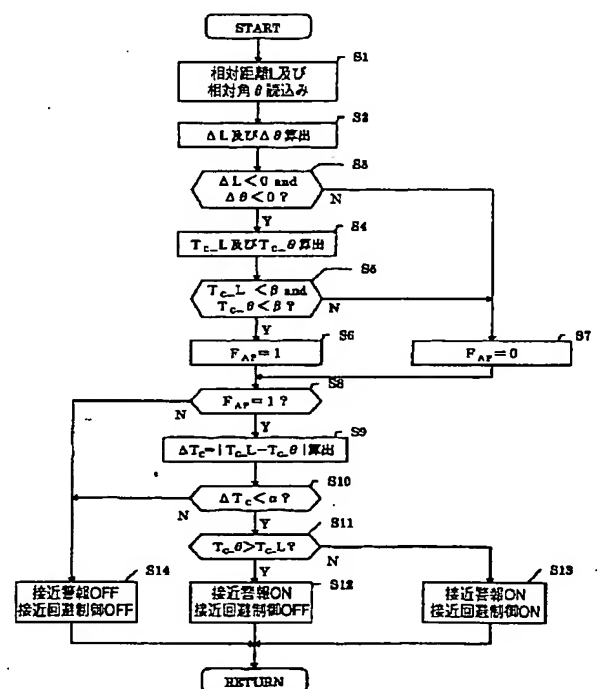 START
S1
相対距離L及び
相対角θ読込み
S2
ΔL及びΔθ算出
S3
ΔL<0 and
Δθ<0?
N
Y
S4
Tc_L及びTc_θ算出
S5
Tc_L<β and
Tc_θ<β?
N
Y
S6
FAP=1
S7
FAP=0
S8
FAP=1?
N
Y
S9
ΔTc=|Tc_L-Tc_θ|算出
S10
ΔTc<α?
N
Y
S11
Tc_θ>Tc_L?
N
Y
S14
接近警報OFF
接近回避制御OFF
S12
接近警報ON
接近回避制御OFF
S13
接近警報ON
接近回避制御ON
RETURN